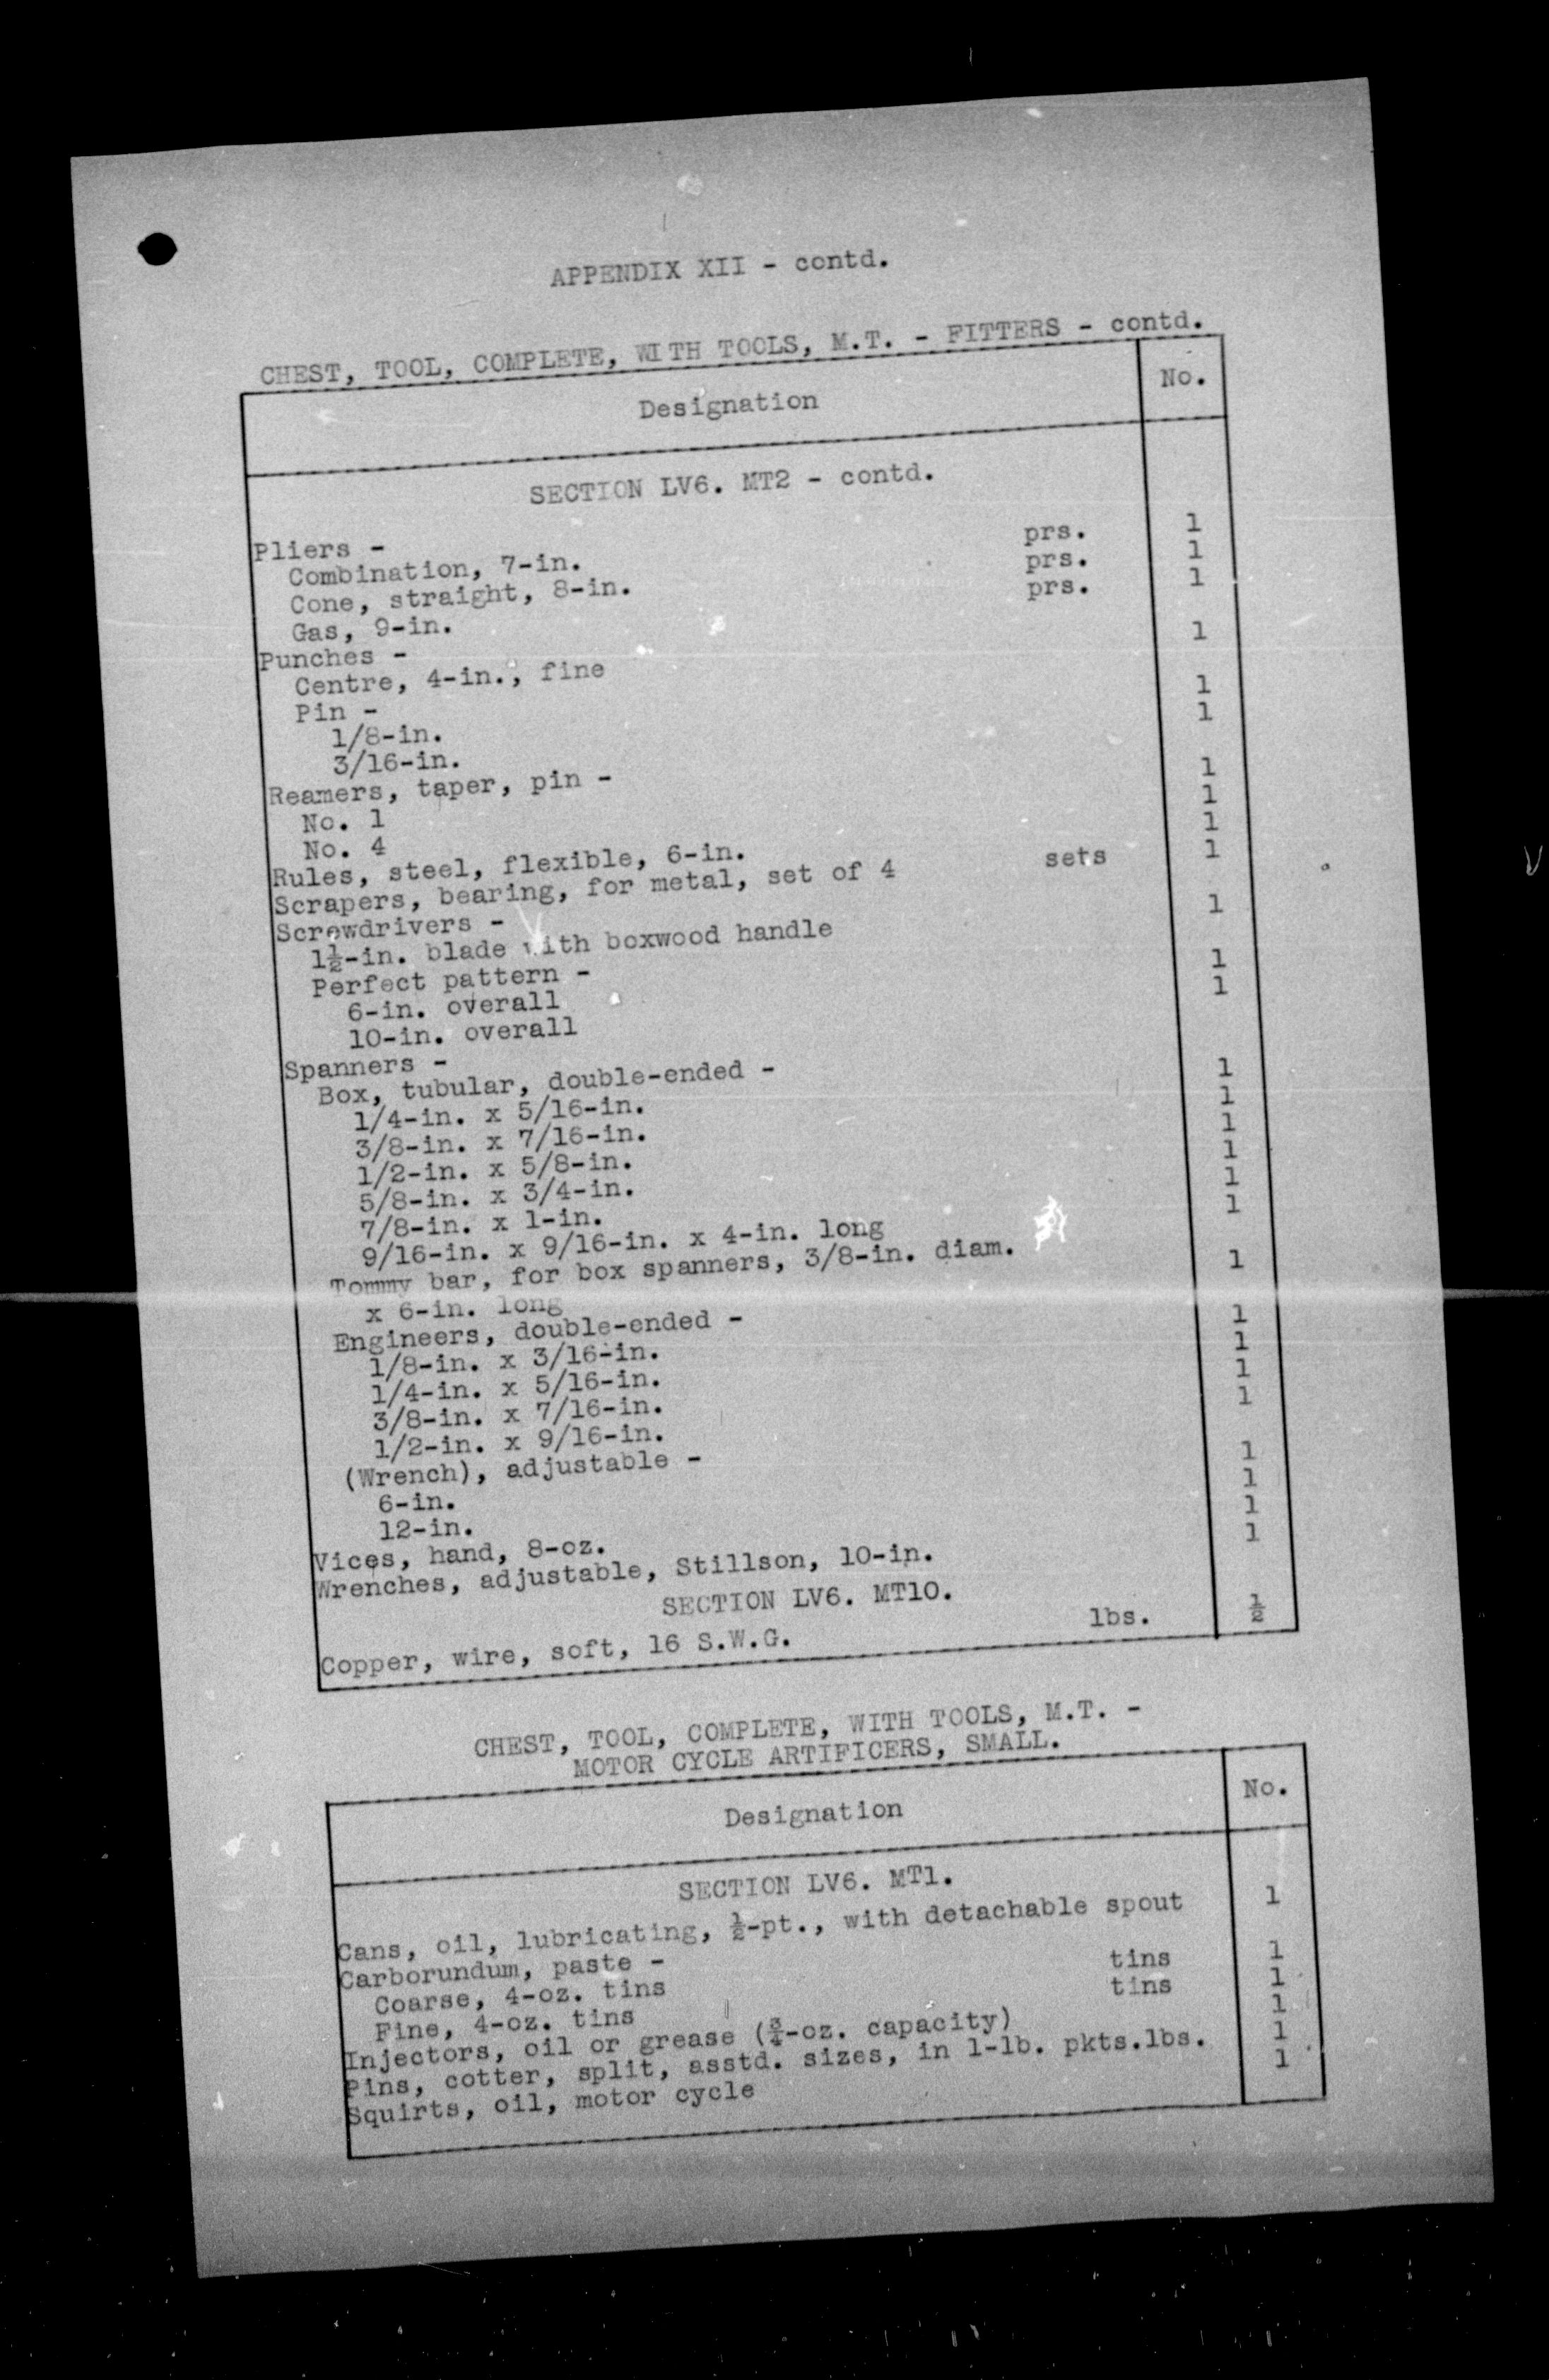 APPENDIX XII - contd.
CHEST, TOOL, COMPLETE, WITH TOOLS, M.T. - FITTERS - contd.
Designation No.
SECTION LV6. MT2 - contd.
Pliers -
Combination, 7-in. prs. 1
Cone, straight, 8-in. prs. 1
Gas, 9-in. prs. 1
Punches -
Centre, 4-in., fine 1
Pin -
1/8-in. 1
3/16-in. 1
Reamers, taper, pin -
No. 1 1
No. 4 1
Rules, steel, flexible, 6-in. 1
Scrapers, bearing, for metal, set of 4 sets 1
Screwdrivers -
1½-in. blade with boxwood handle 1
Perfect pattern -
6-in. overall 1
10-in. overall 1
Spanners -
Box, tubular, double-ended -
1/4-in. x 5/16-in. 1
3/8-in. x 7/16-in. 1
1/2-in. x 5/8-in. 1
5/8-in. x 3/4-in. 1
7/8-in. x 1-in. 1
9/16-in. x 9/16-in. x 4-in. long 1
Tommy bar, for box spanners, 3/8-in. diam.
x 6-in. long 1
Engineers, double-ended -
1/8-in. x 3/16-in. 1
1/4-in. x 5/16-in. 1
3/8-in. x 7/16-in. 1
1/2-in. x 9/16-in. 1
(Wrench), adjustable -
6-in. 1
12-in. 1
Vices, hand, 8-oz. 1
Wrenches, adjustable, Stillson, 10-in. 1
SECTION LV6. MT10.
Copper, wire, soft, 16 S.W.G. lbs. ½
CHEST, TOOL, COMPLETE, WITH TOOLS, M.T. -
MOTOR CYCLE ARTIFICERS, SMALL.
Designation No.
SECTION LV6. MT1.
Cans, oil, lubricating, ½-pt., with detachable spout 1
Carborundum, paste -
Coarse, 4-oz. tins tins 1
Fine, 4-oz. tins tins 1
Injectors, oil or grease (¾-oz. capacity) 1
Pins, cotter, split, asstd. sizes, in 1-lb. pkts.lbs. 1
Squirts, oil, motor cycle 1